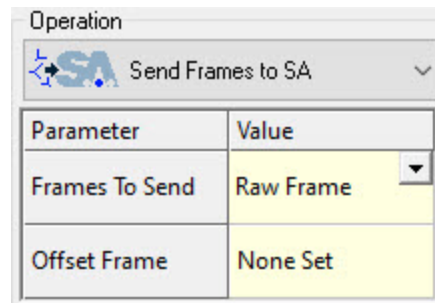 Operation
SA Send Frames to SA
Parameter Value
Frames To Send Raw Frame
Offset Frame None Set